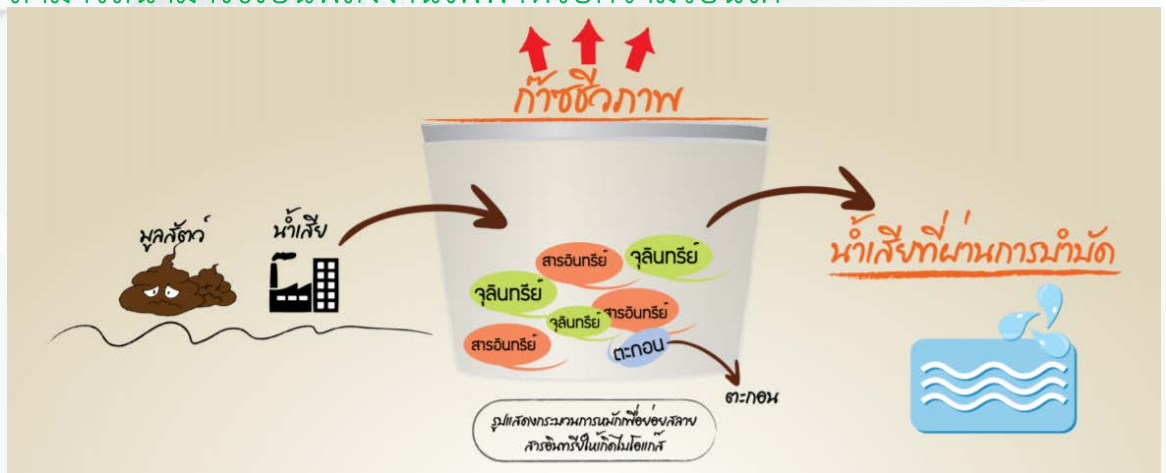 ก๊าซชีวภาพ
มูลสัตว์
น้ำเสีย
สารอินทรีย์
จุลินทรีย์
จุลินทรีย์
สารอินทรีย์
จุลินทรีย์
สารอินทรีย์
ตะกอน
ตะกอน
น้ำเสียที่ผ่านการบำบัด
รูปแสดงกระบวนการหมักเพื่อย่อยสลาย
สารอินทรีย์ให้เกิดไบโอแก๊ส